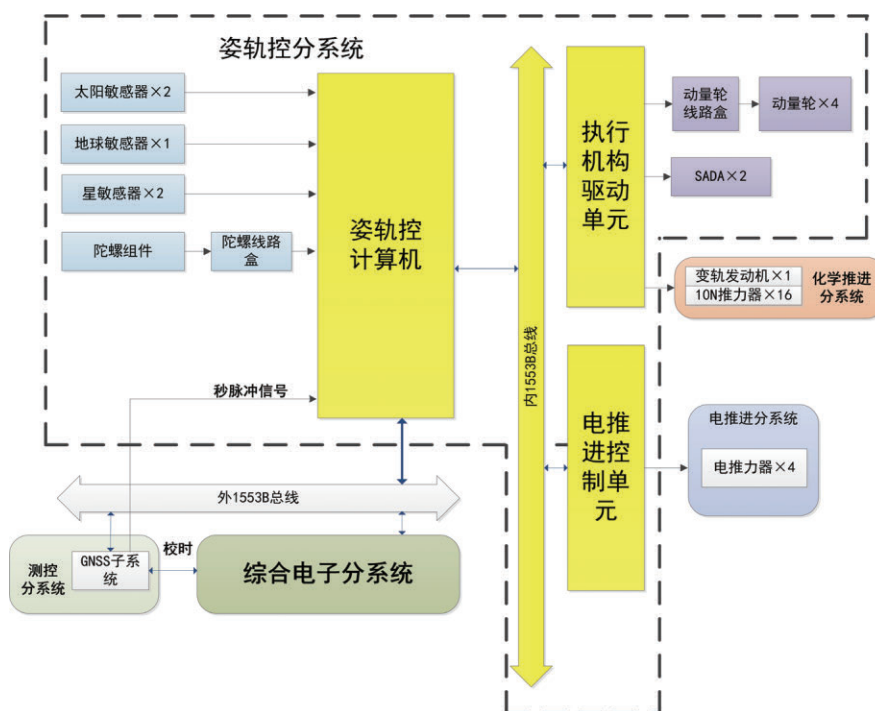 姿轨控分系统
太阳敏感器×2
地球敏感器×1
星敏感器×2
陀螺组件
陀螺线路
盒
姿轨控
计算机
秒脉冲信号
内1553B总线
执行
机构
驱动
单元
动量轮
线路盒
动量轮×4
SADA×2
变轨发动机×1
10N推力器×16
化学推进
分系统
电推
进控
制单
元
电推进分系统
电推力器×4
外1553B总线
测控
分系统
GNSS子系
统
校时
综合电子分系统